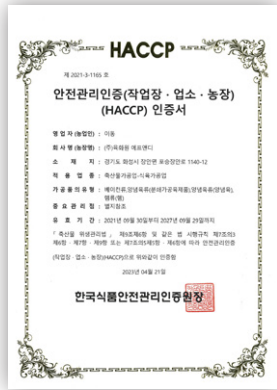 HACCP
제 2021-3-1165 호
안전관리인증(작업장 · 업소 · 농장)
(HACCP) 인증서
영 업 자 (농업인) : 이동
회 사 명 (농장명) : (주)육화원 에프앤디
소 재 지 : 경기도 화성시 장안면 포승장안로 1140-12
적 용 업 종 : 축산물가공업-식육가공업
가 공 품 의 유 형 : 베이컨류,양념육류(분쇄가공육제품),양념육류(양념육),
햄류(햄)
중 요 관 리 점 : 별지참조
유 효 기 간 : 2021년 09월 30일부터 2027년 09월 29일까지
「축산물 위생관리법」 제9조제6항 및 같은 법 시행규칙 제7조의3
제6항 · 제7항 · 제9항 또는 제7조의5제1항 · 제6항에 따라 안전관리인증
(작업장 · 업소 · 농장)(HACCP)으로 위와같이 인증함
2023년 04월 21일
한국식품안전관리인증원장